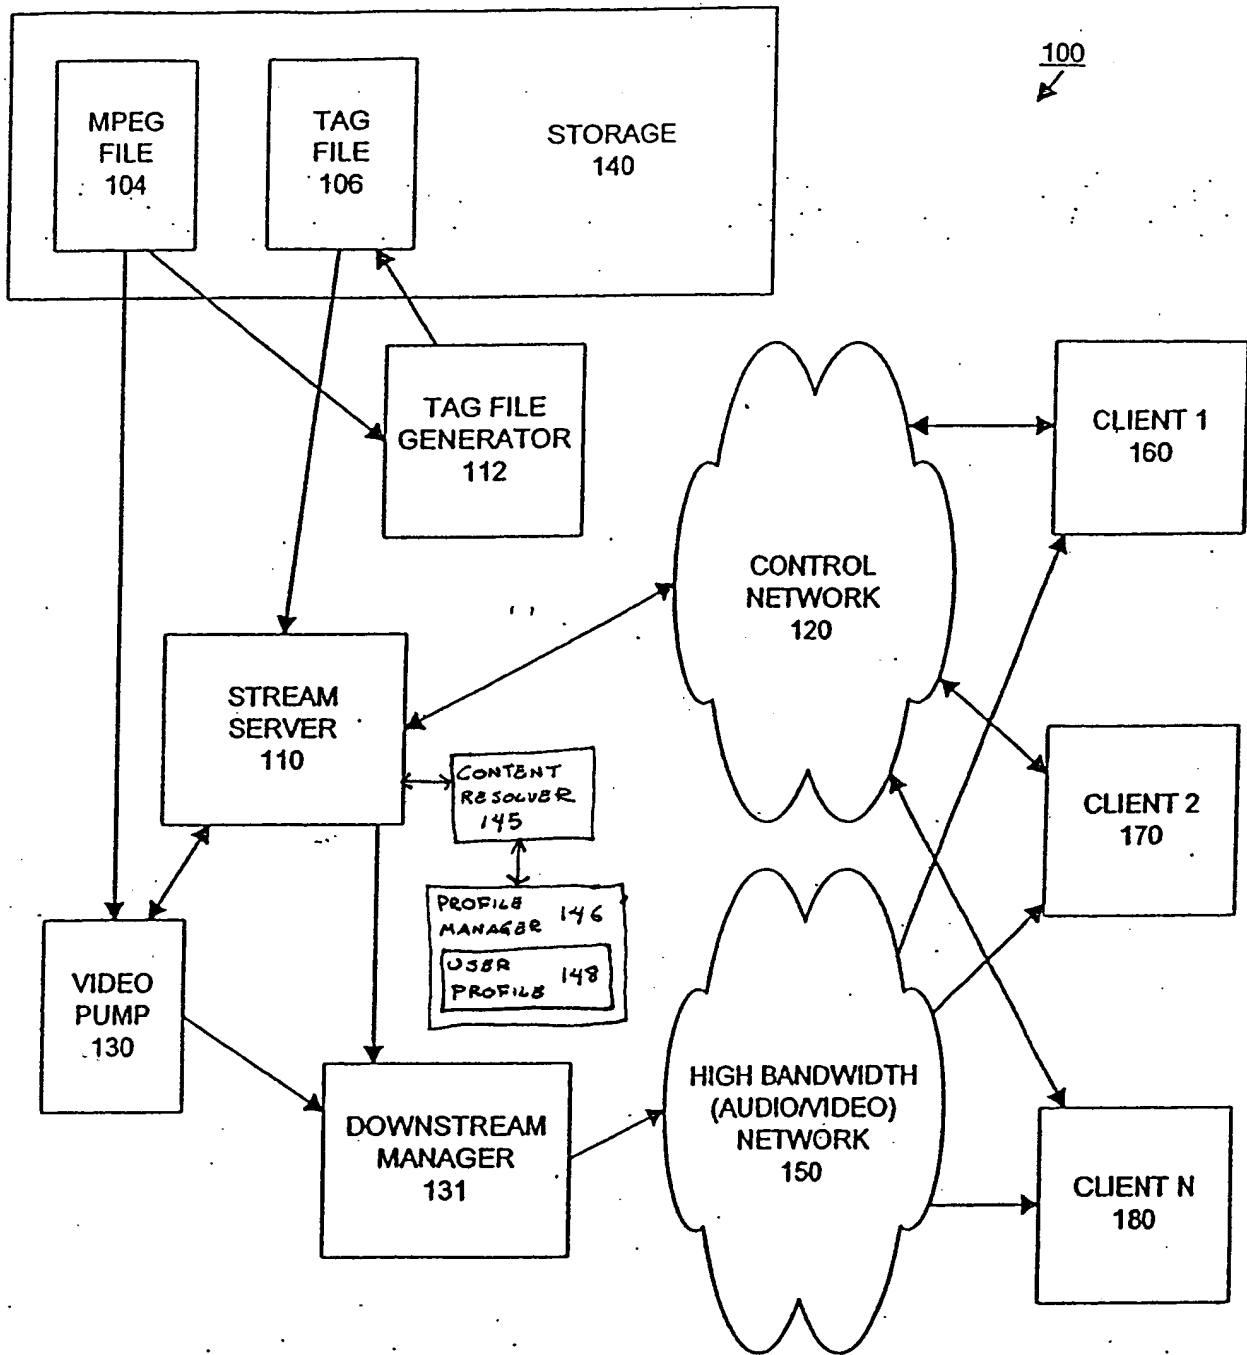 100
MPEG
FILE
104
TAG
FILE
106
STORAGE
140
TAG FILE
GENERATOR
112
CLIENT 1
160
CONTROL
NETWORK
120
STREAM
SERVER
110
CONTENT
RESOLVER
145
CLIENT 2
170
PROFILE
MANAGER 146
USER
PROFILE 148
VIDEO
PUMP
130
HIGH BANDWIDTH
(AUDIO/VIDEO)
NETWORK
150
DOWNSTREAM
MANAGER
131
CLIENT N
180